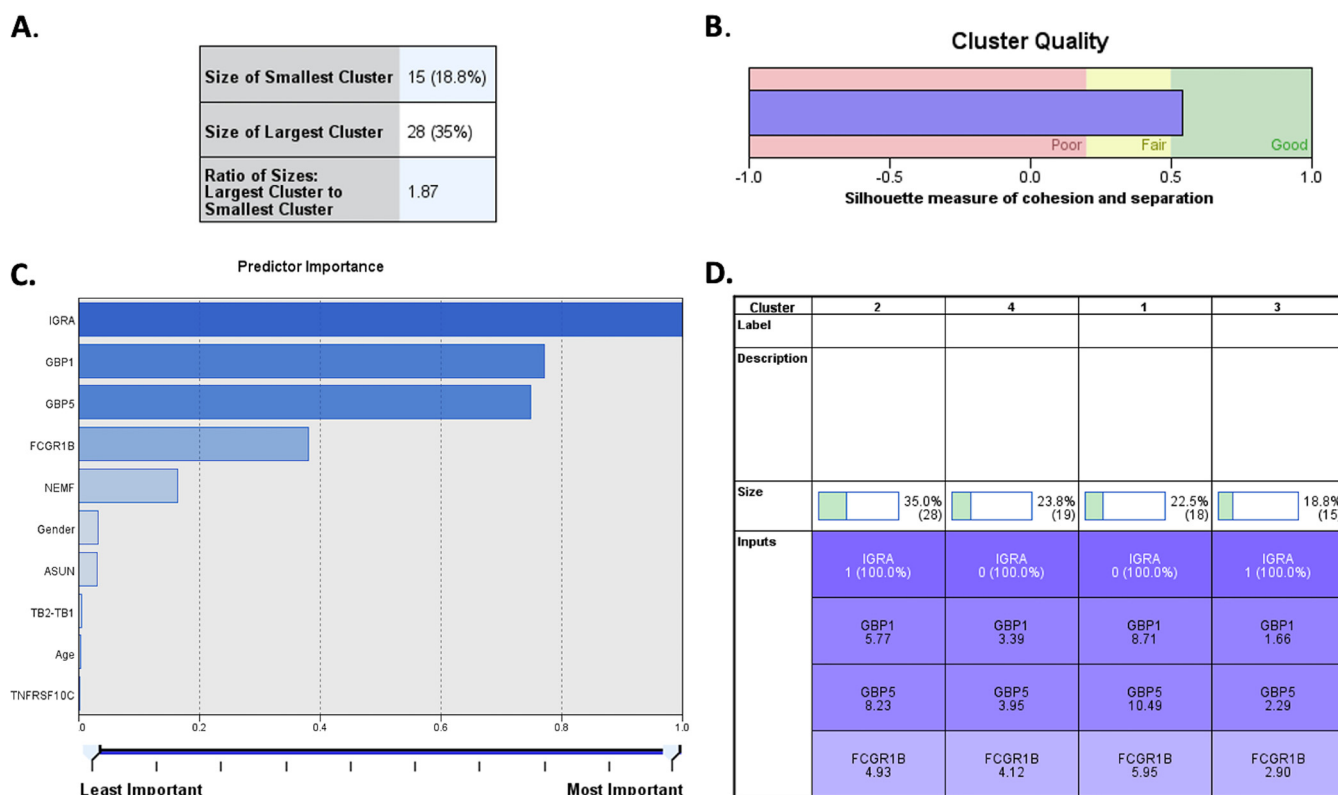 A.
Size of Smallest Cluster 15 (18.8%)
Size of Largest Cluster 28 (35%)
Ratio of Sizes:
Largest Cluster to
Smallest Cluster
1.87
B.
Cluster Quality
Poor Fair Good
-1.0 -0.5 0.0 0.5 1.0
Silhouette measure of cohesion and separation
C.
Predictor Importance
IGRA
GBP1
GBP5
FCGR1B
NEMF
Gender
ASUN
TB2-TB1
Age
TNFRSF10C
0 0.2 0.4 0.6 0.8 1.0
Least Important Most Important
D.
Cluster 2 4 1 3
Label
Description
Size
35.0% 23.8% 22.5% 18.8%
(28) (19) (18) (15)
Inputs
IGRA IGRA IGRA IGRA
1 (100.0%) 0 (100.0%) 0 (100.0%) 1 (100.0%)
GBP1 GBP1 GBP1 GBP1
5.77 3.39 8.71 1.66
GBP5 GBP5 GBP5 GBP5
8.23 3.95 10.49 2.29
FCGR1B FCGR1B FCGR1B FCGR1B
4.93 4.12 5.95 2.90